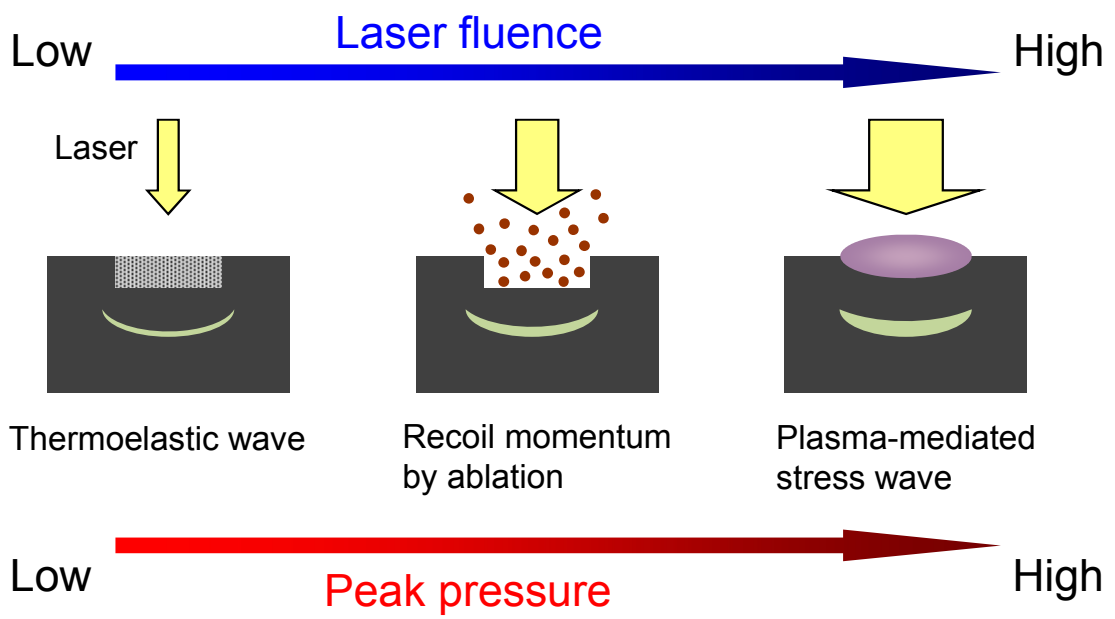 Laser fluence
Low
High
Laser
Thermoelastic wave
Recoil momentum
by ablation
Plasma-mediated
stress wave
Low
High
Peak pressure